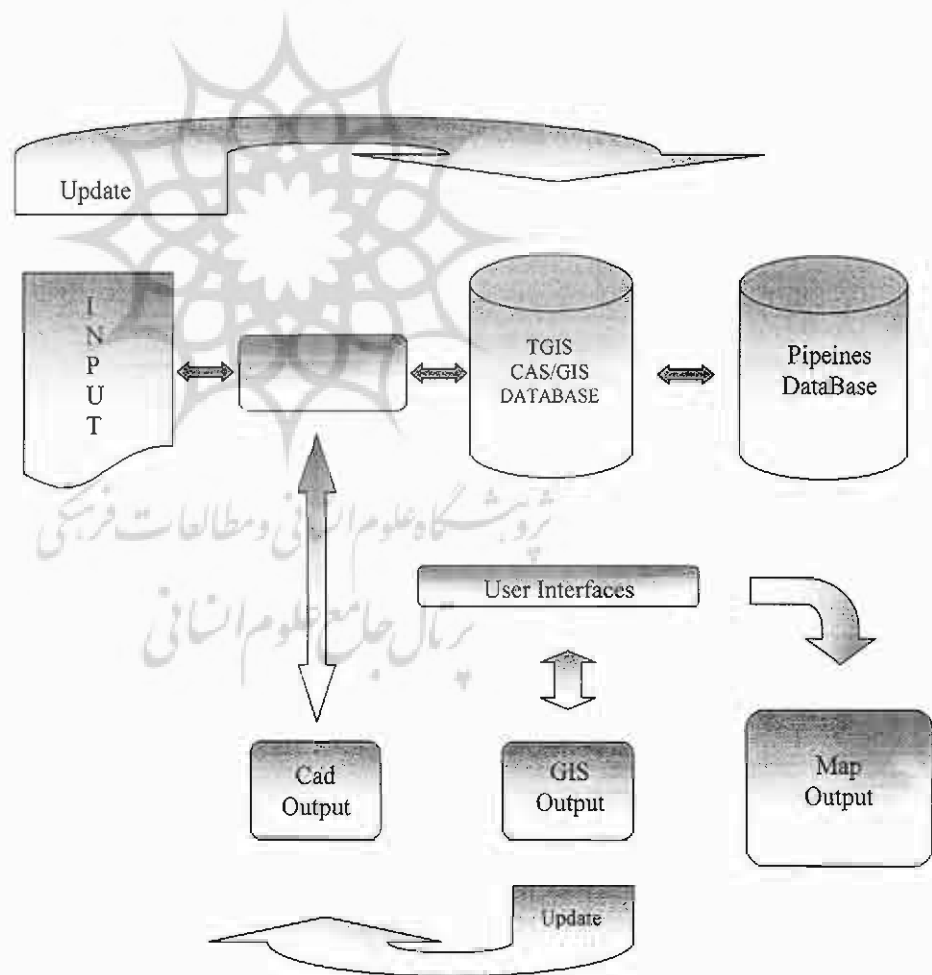 Update
I
N
P
U
T
TGIS
CAS/GIS
DATABASE
Pipeines
DataBase
پژوهشگاه علوم انسانی و مطالعات فرهنگی
User Interfaces
پرتال جامع علوم انسانی
Cad
Output
GIS
Output
Map
Output
Update